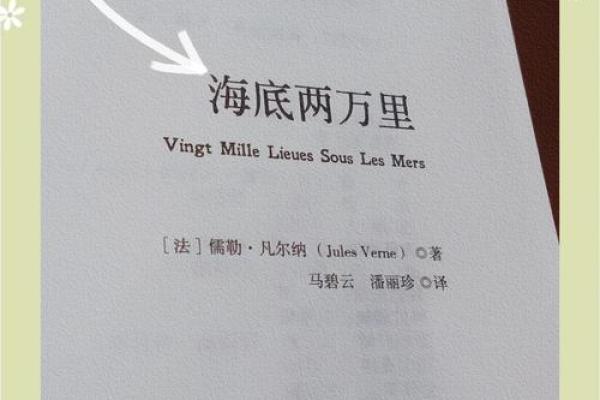 海底两万里
Vingt Mille Lieues Sous Les Mers
［法］儒勒·凡尔纳（Jules Verne）◎著
马碧云 潘丽珍◎译